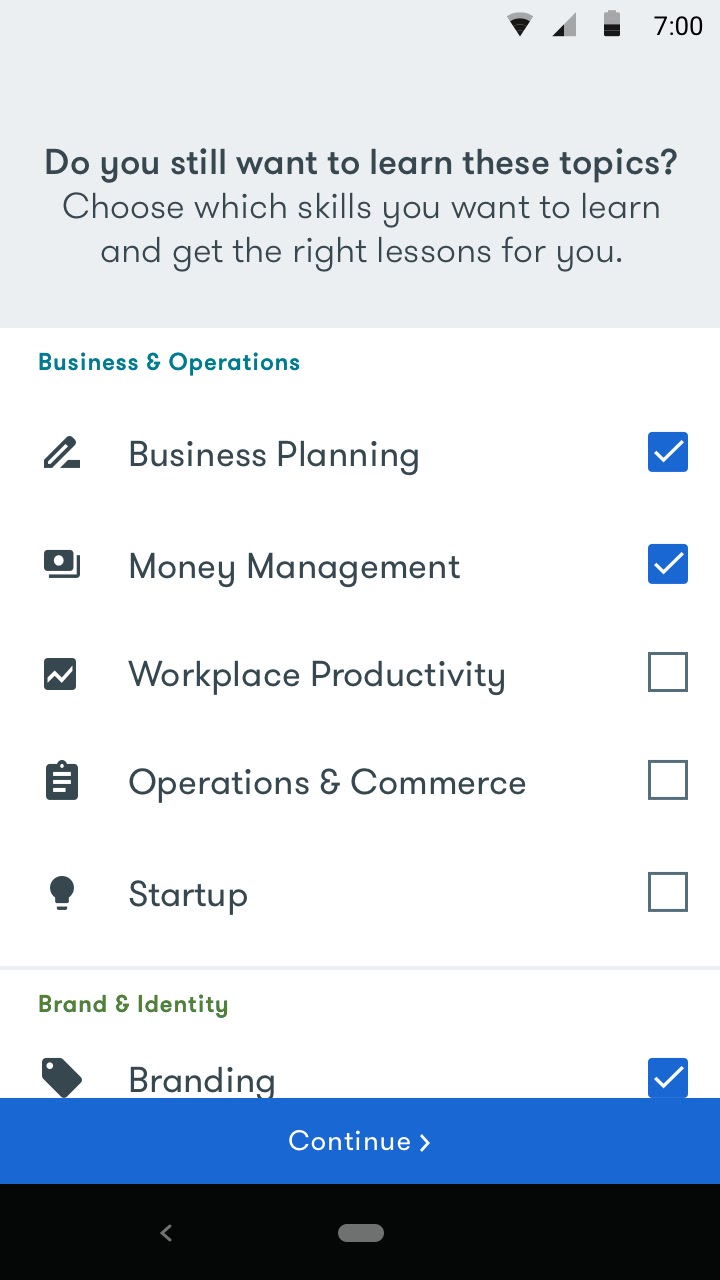 7:00
Do you still want to learn these topics?
Choose which skills you want to learn
and get the right lessons for you.
Business & Operations
Business Planning
Money Management
Workplace Productivity
Operations & Commerce
Startup
Brand & Identity
Branding
Continue